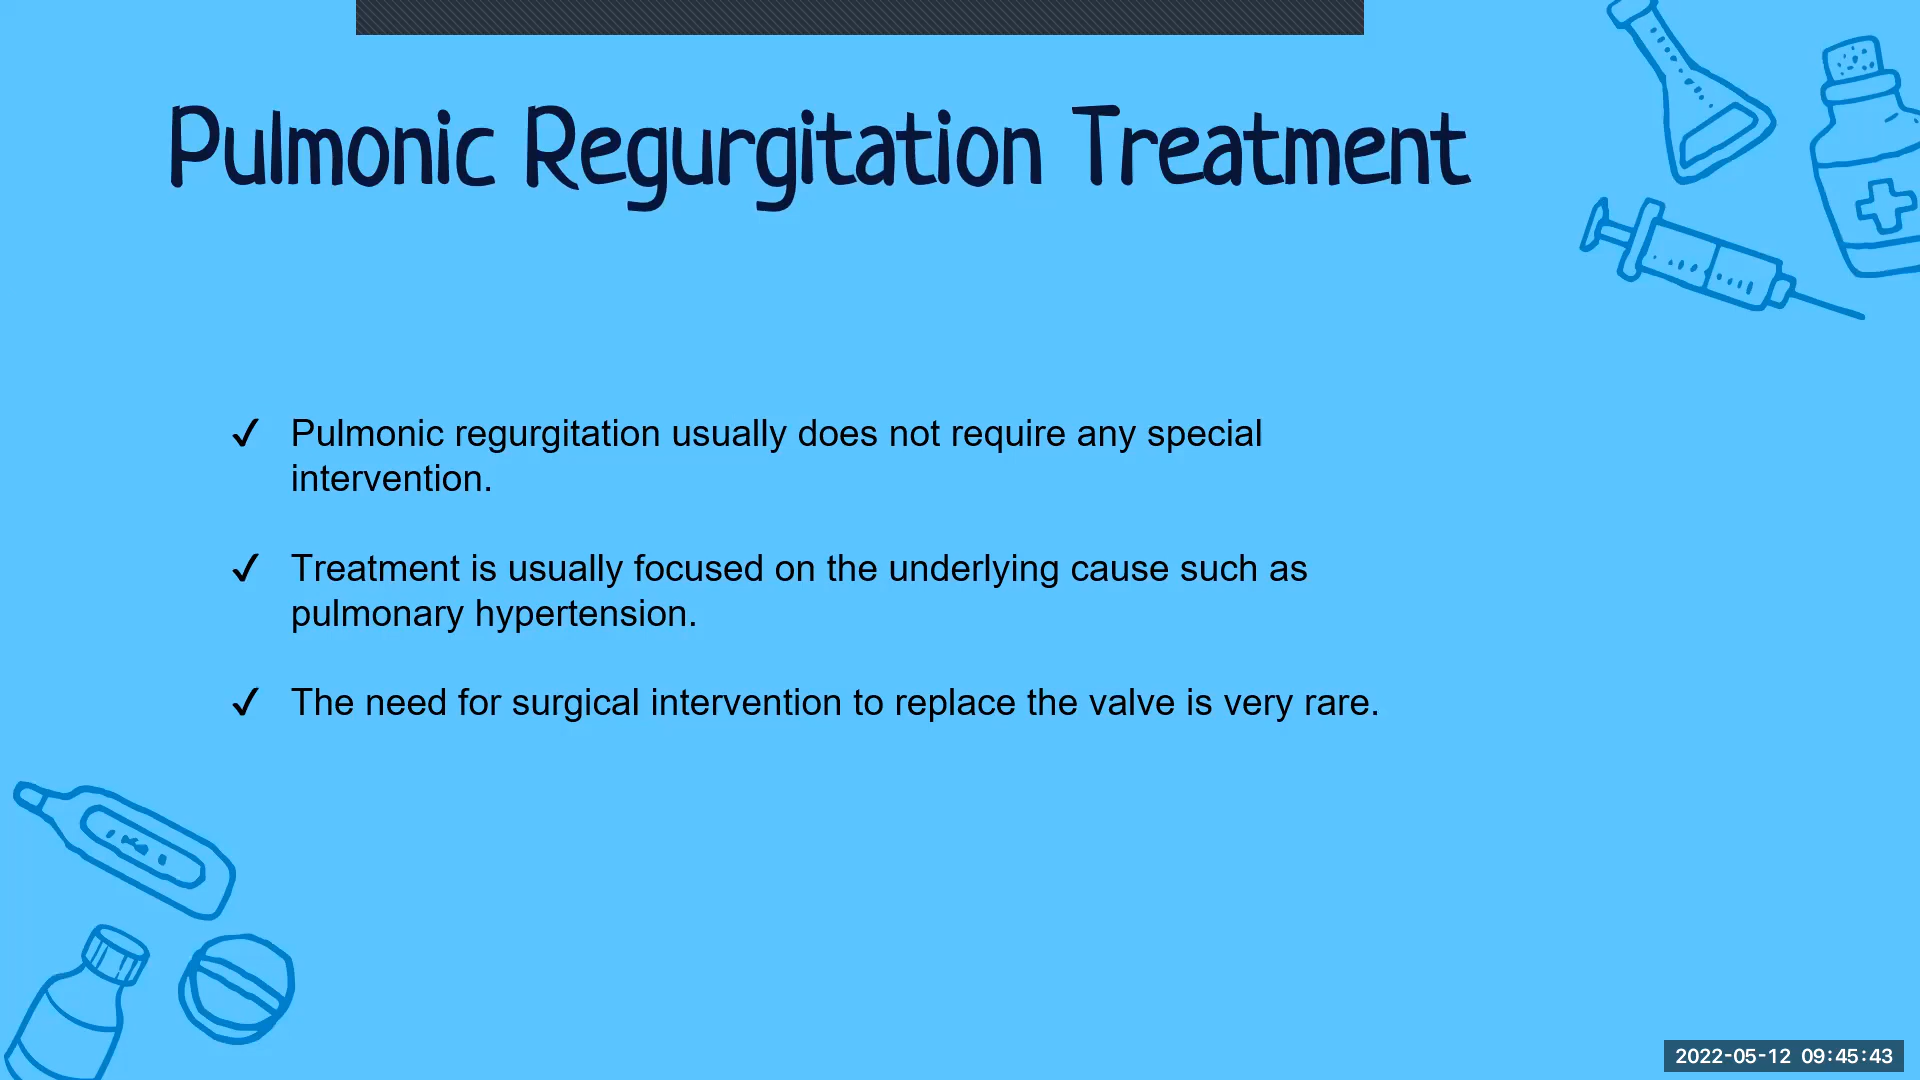 Pulmonic Regurgitation Treatment
✓ Pulmonic regurgitation usually does not require any special
intervention.
✓ Treatment is usually focused on the underlying cause such as
pulmonary hypertension.
✓ The need for surgical intervention to replace the valve is very rare.
2022-05-12 09:45:43